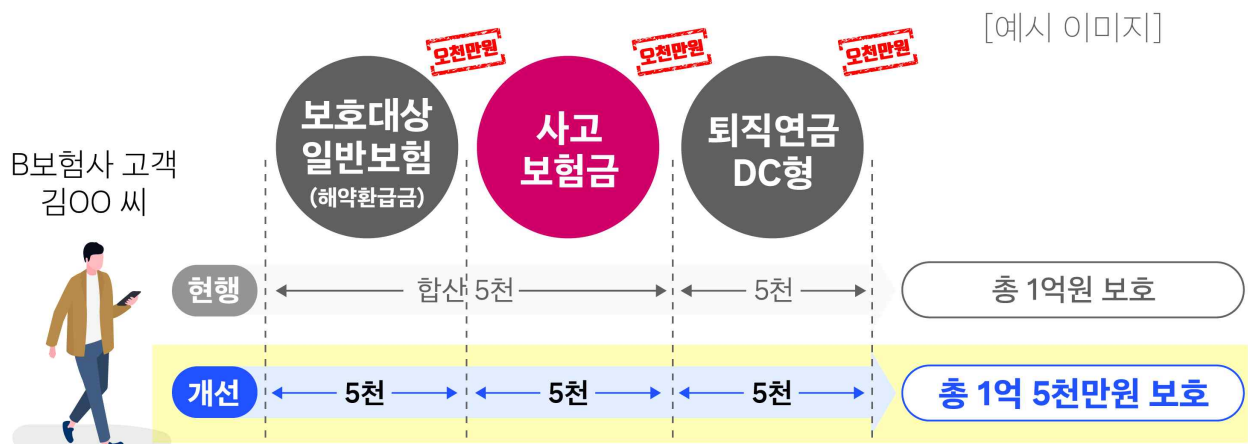 [예시 이미지]
오천만원
오천만원
오천만원
보호대상
일반보험
(해약환급금)
사고
보험금
퇴직연금
DC형
B보험사 고객
김OO 씨
현행
합산 5천
5천
총 1억원 보호
개선
5천
5천
5천
총 1억 5천만원 보호